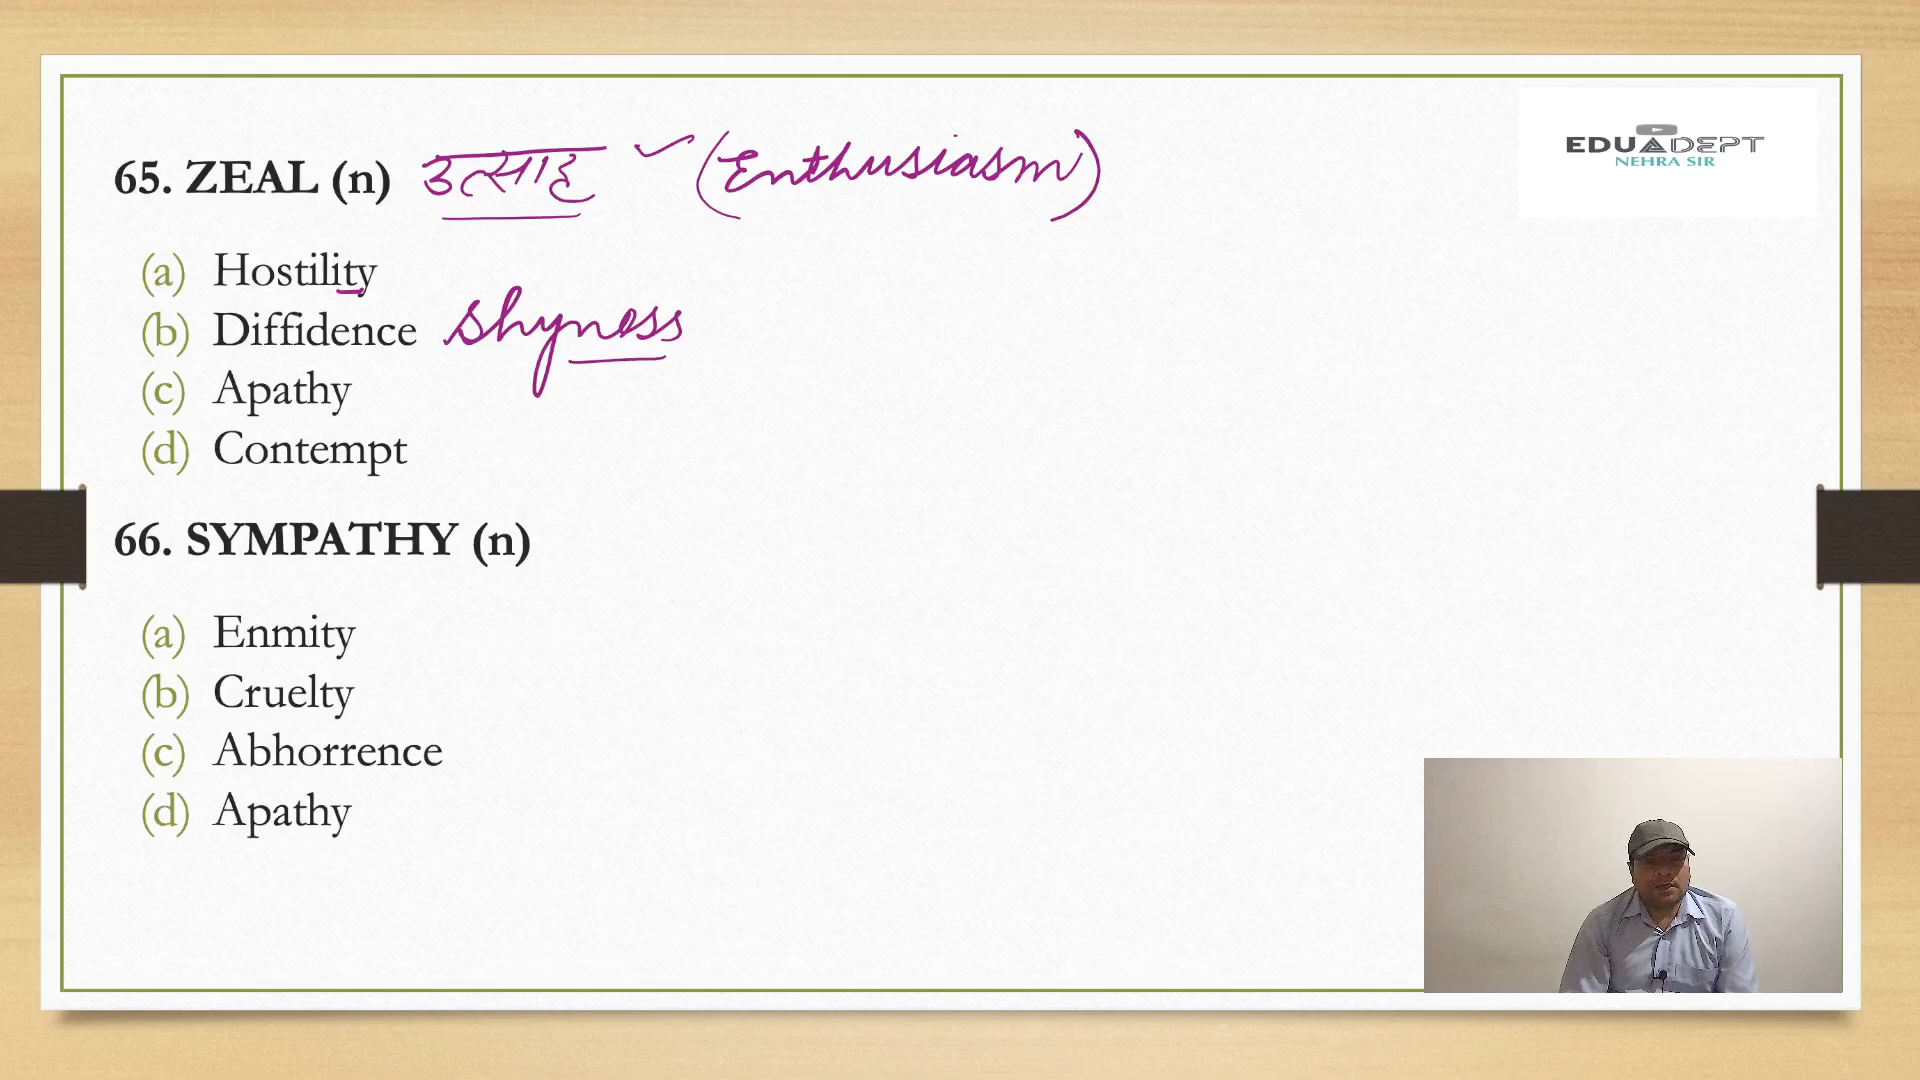 65. ZEAL (n) उत्साह (Enthusiasm)
EDUADEPT
NEHRA SIR
(a) Hostility
(b) Diffidence shyness
(c) Apathy
(d) Contempt
66. SYMPATHY (n)
(a) Enmity
(b) Cruelty
(c) Abhorrence
(d) Apathy